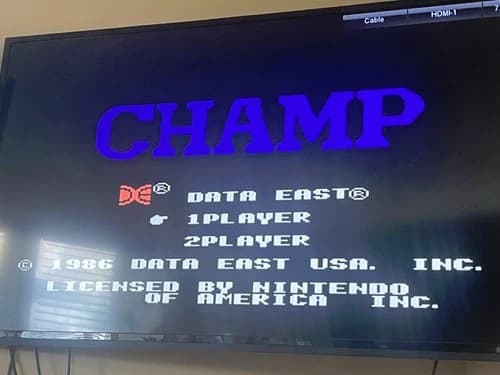 Cable HDMI-1 7
CHAMP
DE® DATA EAST®
1PLAYER
2PLAYER
© 1986 DATA EAST USA. INC.
LICENSED BY NINTENDO
OF AMERICA INC.